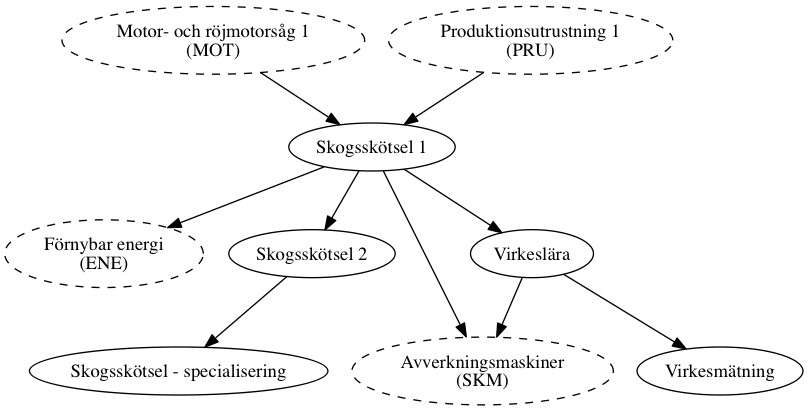 Motor- och röjmotorsåg 1
(MOT)
Produktionsutrustning 1
(PRU)
Skogsskötsel 1
Förnybar energi
(ENE)
Skogsskötsel 2
Virkeslära
Skogsskötsel - specialisering
Avverkningsmaskiner
(SKM)
Virkesmätning